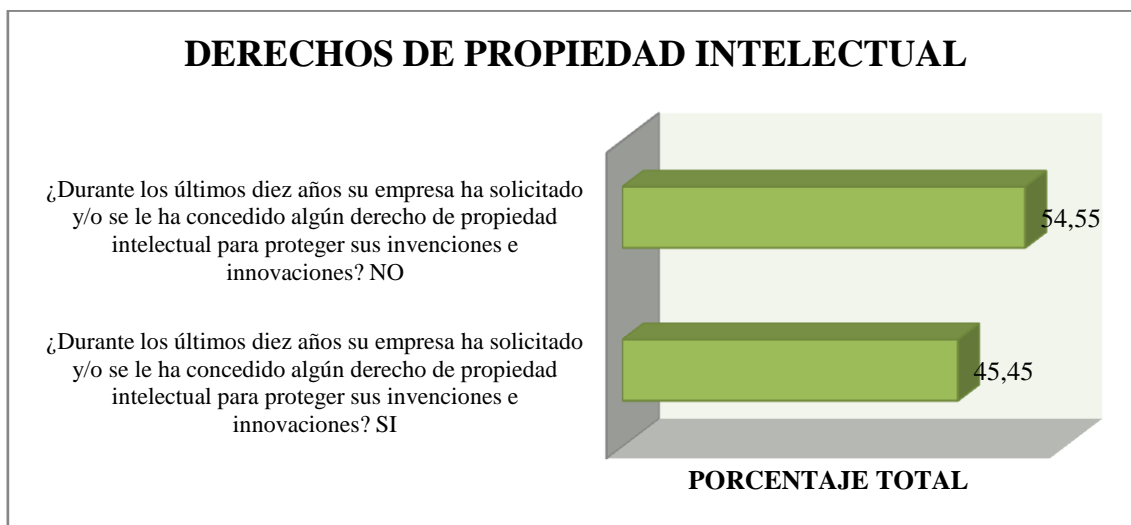 DERECHOS DE PROPIEDAD INTELECTUAL
¿Durante los últimos diez años su empresa ha solicitado
y/o se le ha concedido algún derecho de propiedad
intelectual para proteger sus invenciones e
innovaciones? NO
54,55
¿Durante los últimos diez años su empresa ha solicitado
y/o se le ha concedido algún derecho de propiedad
intelectual para proteger sus invenciones e
innovaciones? SI
45,45
PORCENTAJE TOTAL